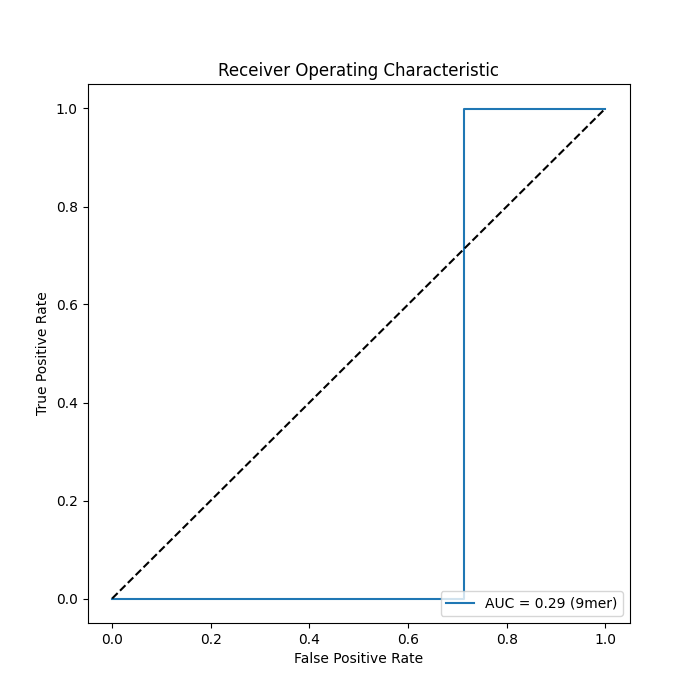 Receiver Operating Characteristic
1.0
0.8
0.6
0.4
0.2
0.0
True Positive Rate
AUC = 0.29 (9mer)
0.0 0.2 0.4 0.6 0.8 1.0
False Positive Rate